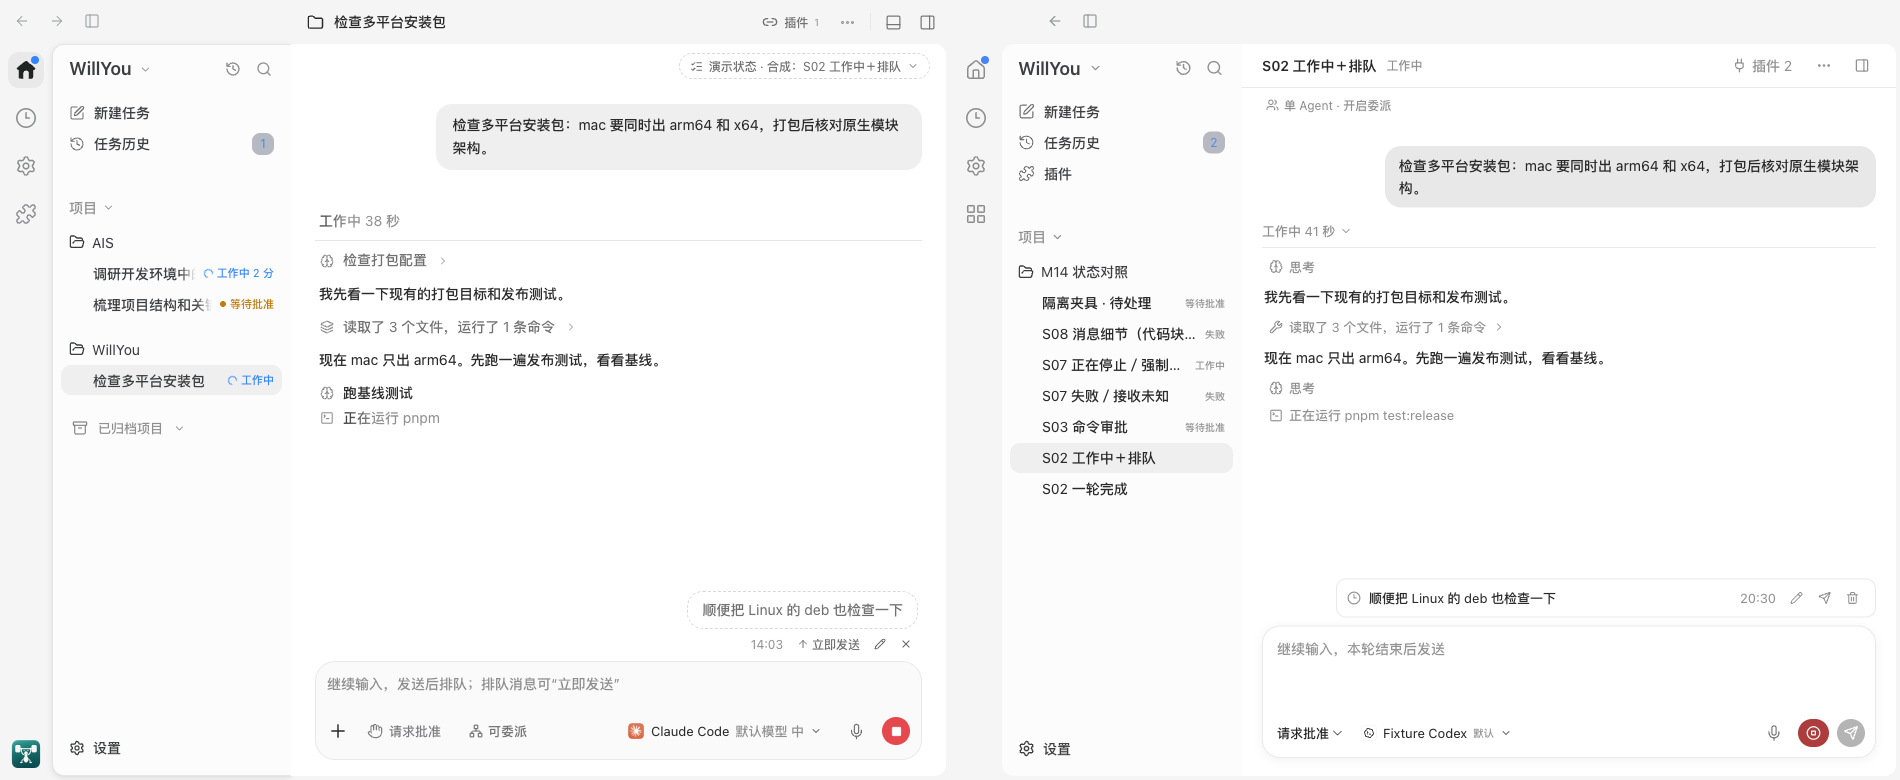 检查多平台安装包
插件 1
WillYou
新建任务
任务历史
1
项目
AIS
调研开发环境中
工作中 2 分
梳理项目结构和关
等待批准
WillYou
检查多平台安装包
工作中
已归档项目
设置
演示状态 · 合成：S02 工作中＋排队
检查多平台安装包：mac 要同时出 arm64 和 x64，打包后核对原生模块
架构。
工作中 38 秒
检查打包配置
我先看一下现有的打包目标和发布测试。
读取了 3 个文件，运行了 1 条命令
现在 mac 只出 arm64。先跑一遍发布测试，看看基线。
跑基线测试
正在运行 pnpm
顺便把 Linux 的 deb 也检查一下
14:03
立即发送
继续输入，发送后排队；排队消息可“立即发送”
请求批准
可委派
Claude Code 默认模型 中
WillYou
新建任务
任务历史
2
插件
项目
M14 状态对照
隔离夹具 · 待处理
等待批准
S08 消息细节（代码块...
失败
S07 正在停止 / 强制...
工作中
S07 失败 / 接收未知
失败
S03 命令审批
等待批准
S02 工作中＋排队
S02 一轮完成
设置
S02 工作中＋排队 工作中
插件 2
单 Agent · 开启委派
检查多平台安装包：mac 要同时出 arm64 和 x64，打包后核对原生模块架
构。
工作中 41 秒
思考
我先看一下现有的打包目标和发布测试。
读取了 3 个文件，运行了 1 条命令
现在 mac 只出 arm64。先跑一遍发布测试，看看基线。
思考
正在运行 pnpm test:release
顺便把 Linux 的 deb 也检查一下
20:30
继续输入，本轮结束后发送
请求批准
Fixture Codex 默认